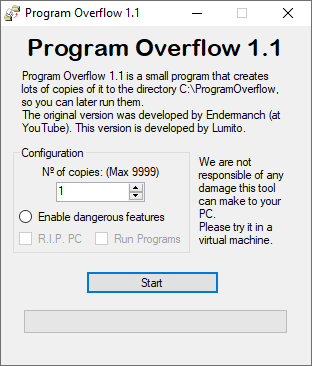 Program Overflow 1.1
Program Overflow 1.1
Program Overflow 1.1 is a small program that creates
lots of copies of it to the directory C:\ProgramOverflow,
so you can later run them.
The original version was developed by Endermanch (at
YouTube). This version is developed by Lumito.
Configuration
Nº of copies: (Max 9999)
1
Enable dangerous features
R.I.P. PC
Run Programs
We are not
responsible of any
damage this tool
can make to your
PC.
Please try it in a
virtual machine.
Start